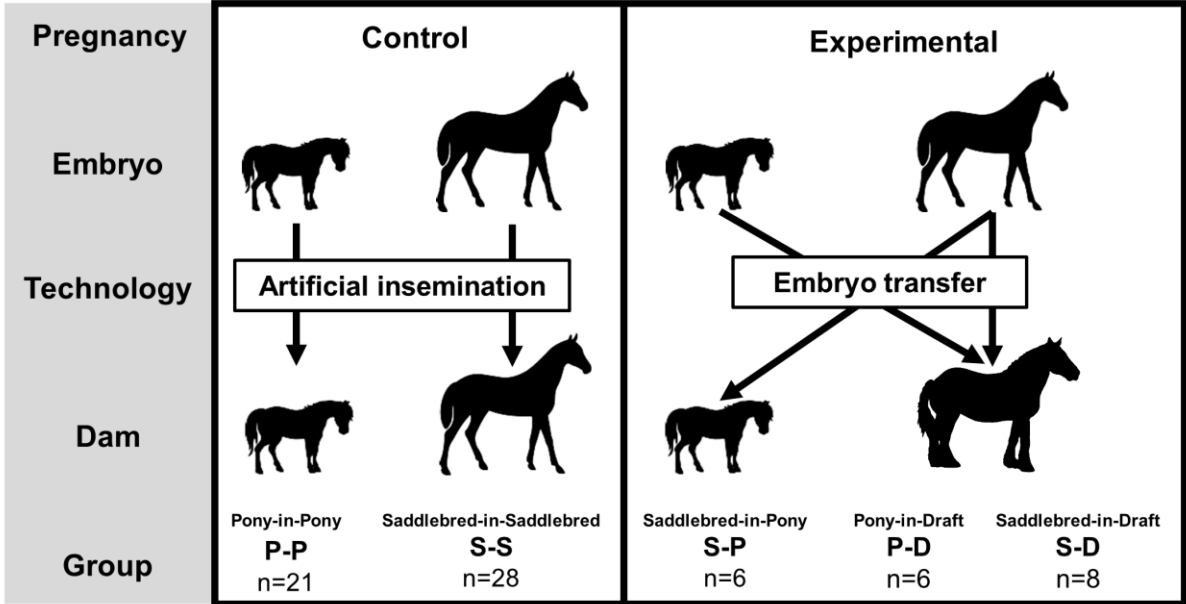 Pregnancy
Control
Experimental
Embryo
Technology
Artificial insemination
Embryo transfer
Dam
Pony-in-Pony
Saddlebred-in-Saddlebred
Saddlebred-in-Pony
Pony-in-Draft
Saddlebred-in-Draft
Group
P-P
S-S
S-P
P-D
S-D
n=21
n=28
n=6
n=6
n=8